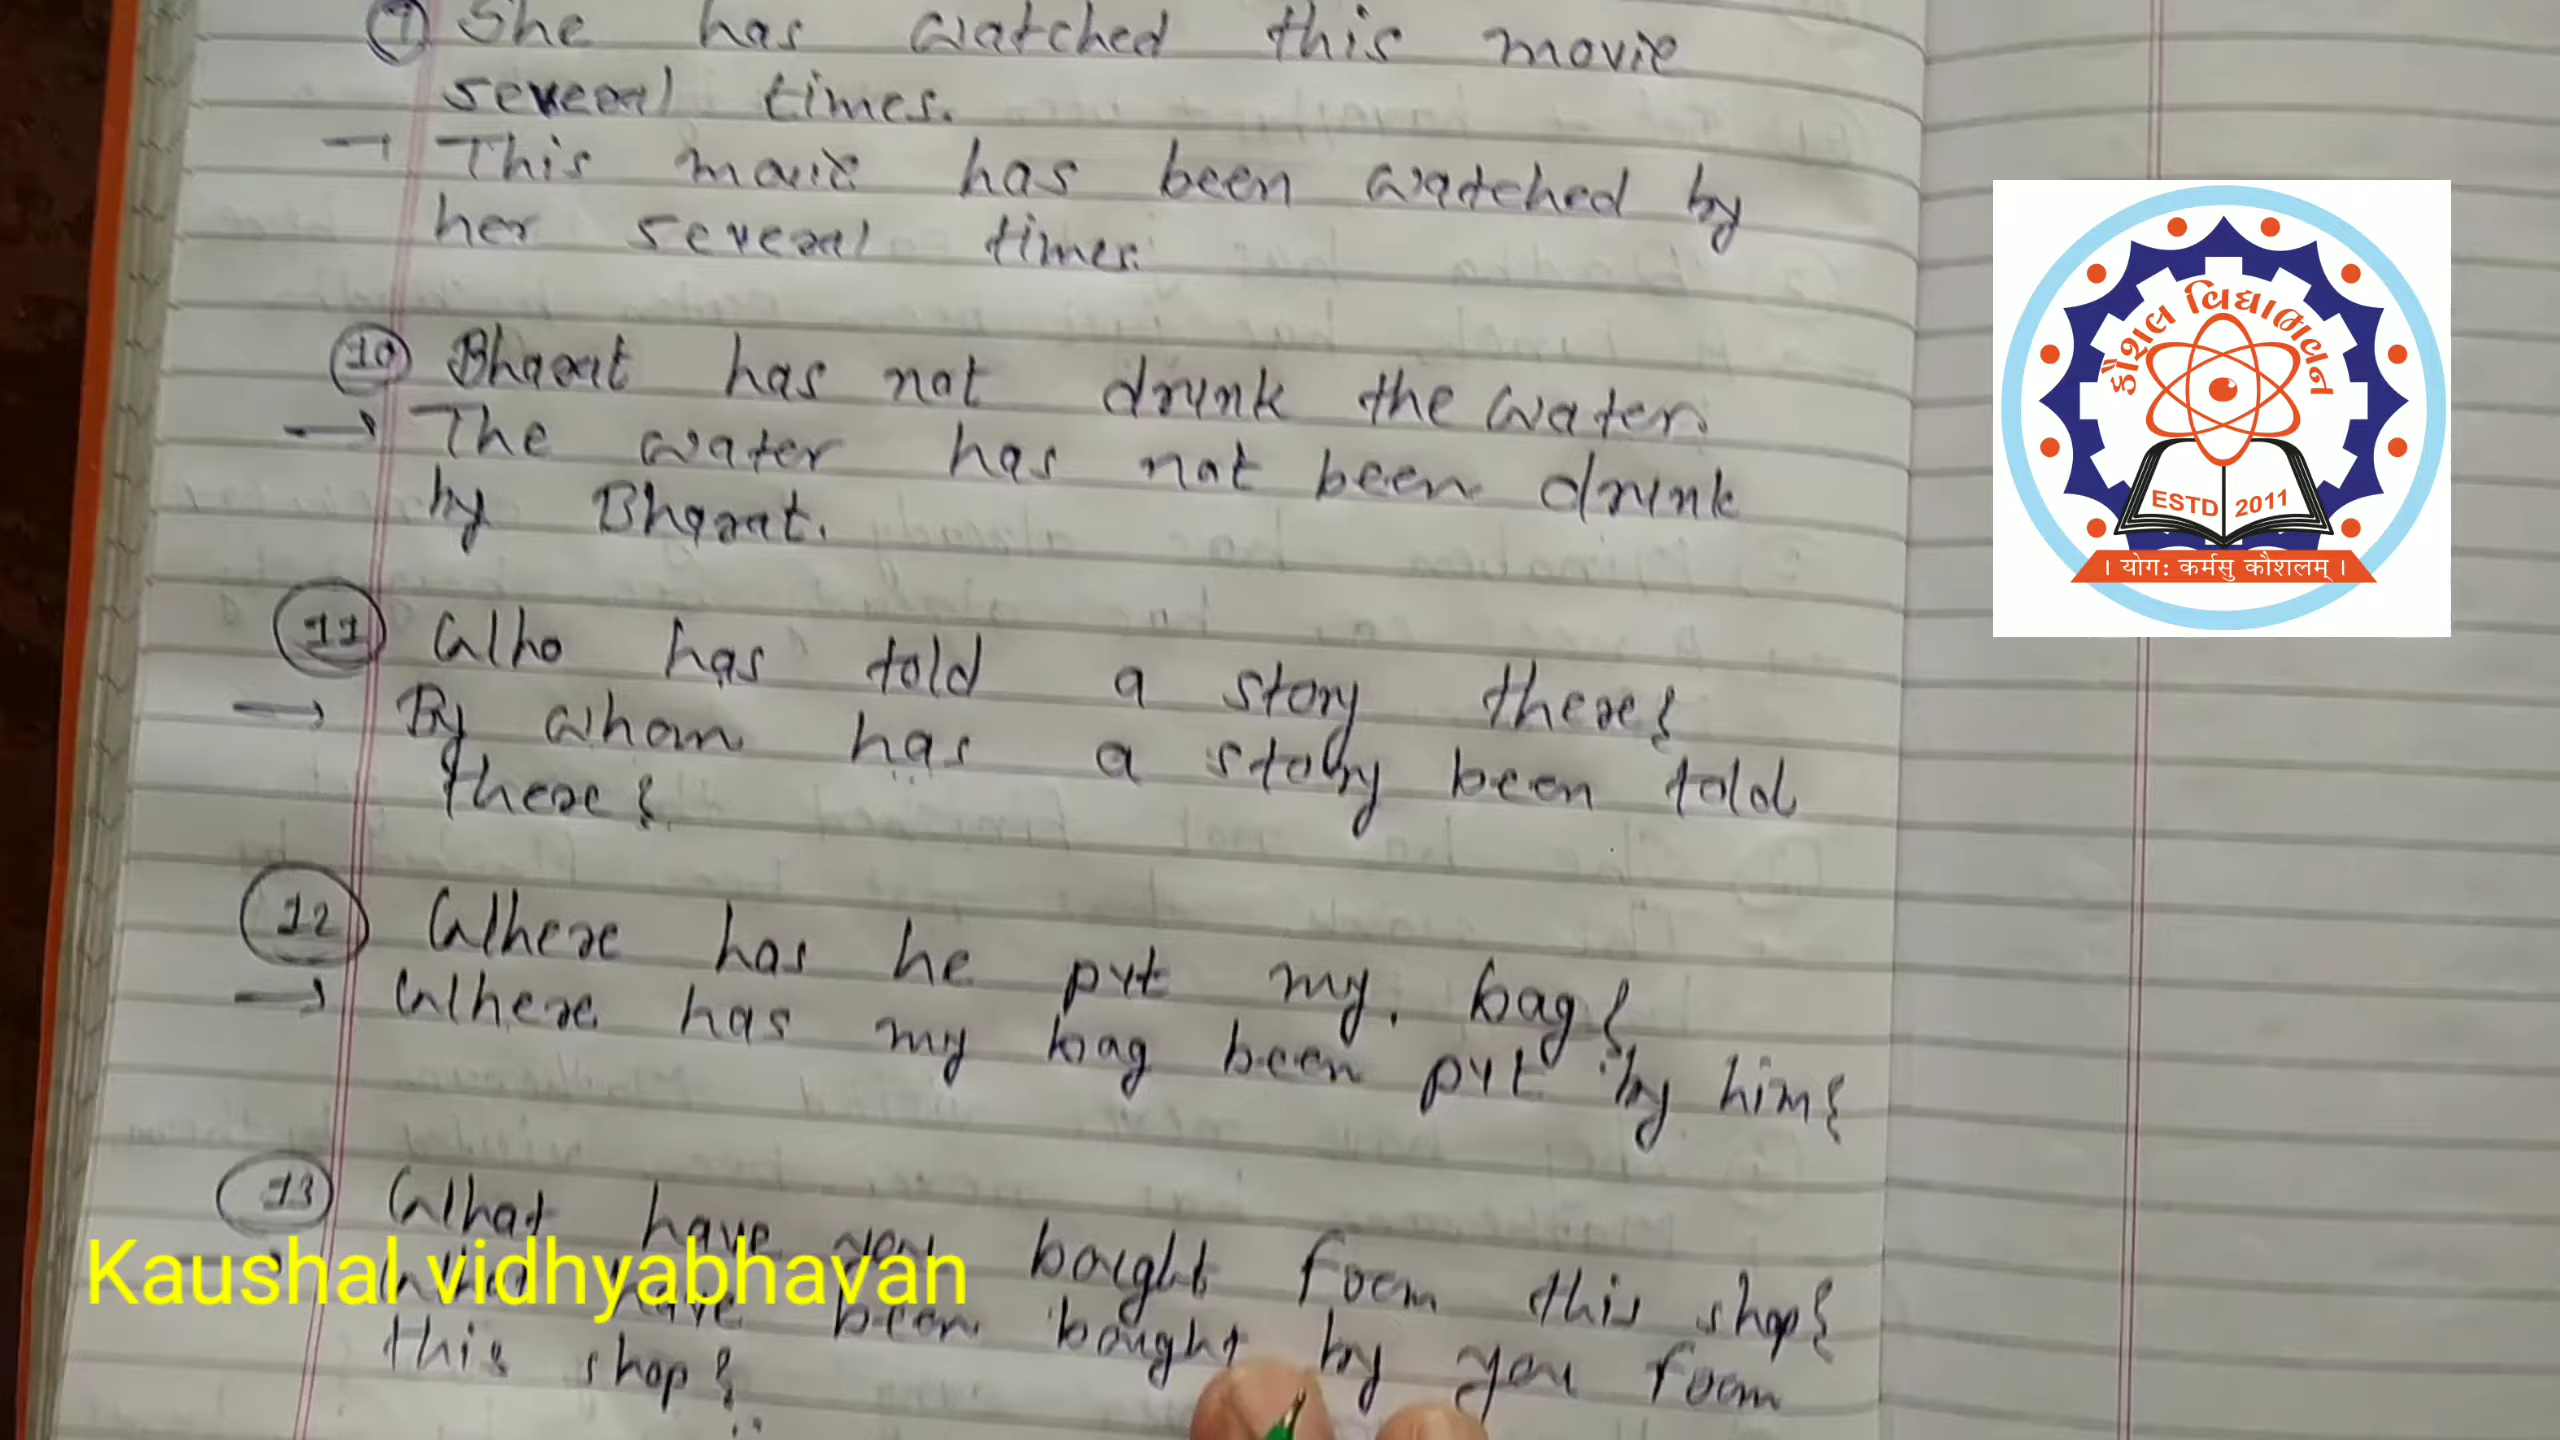 She has watched this movie
several times.
→ This movie has been watched by
her several times.
10 Bharat has not drunk the water.
→ The water has not been drunk
by Bharat.
11 Who has told a story there?
→ By whom has a story been told
there?
12 Where has he put my bag?
→ Where has my bag been put by him?
13 What have you bought from this shop?
have been bought by you from
this shop?
Kaushal vidhyabhavan
કૌશલ વિદ્યાભવન
ESTD 2011
। योगः कर्मसु कौशलम् ।